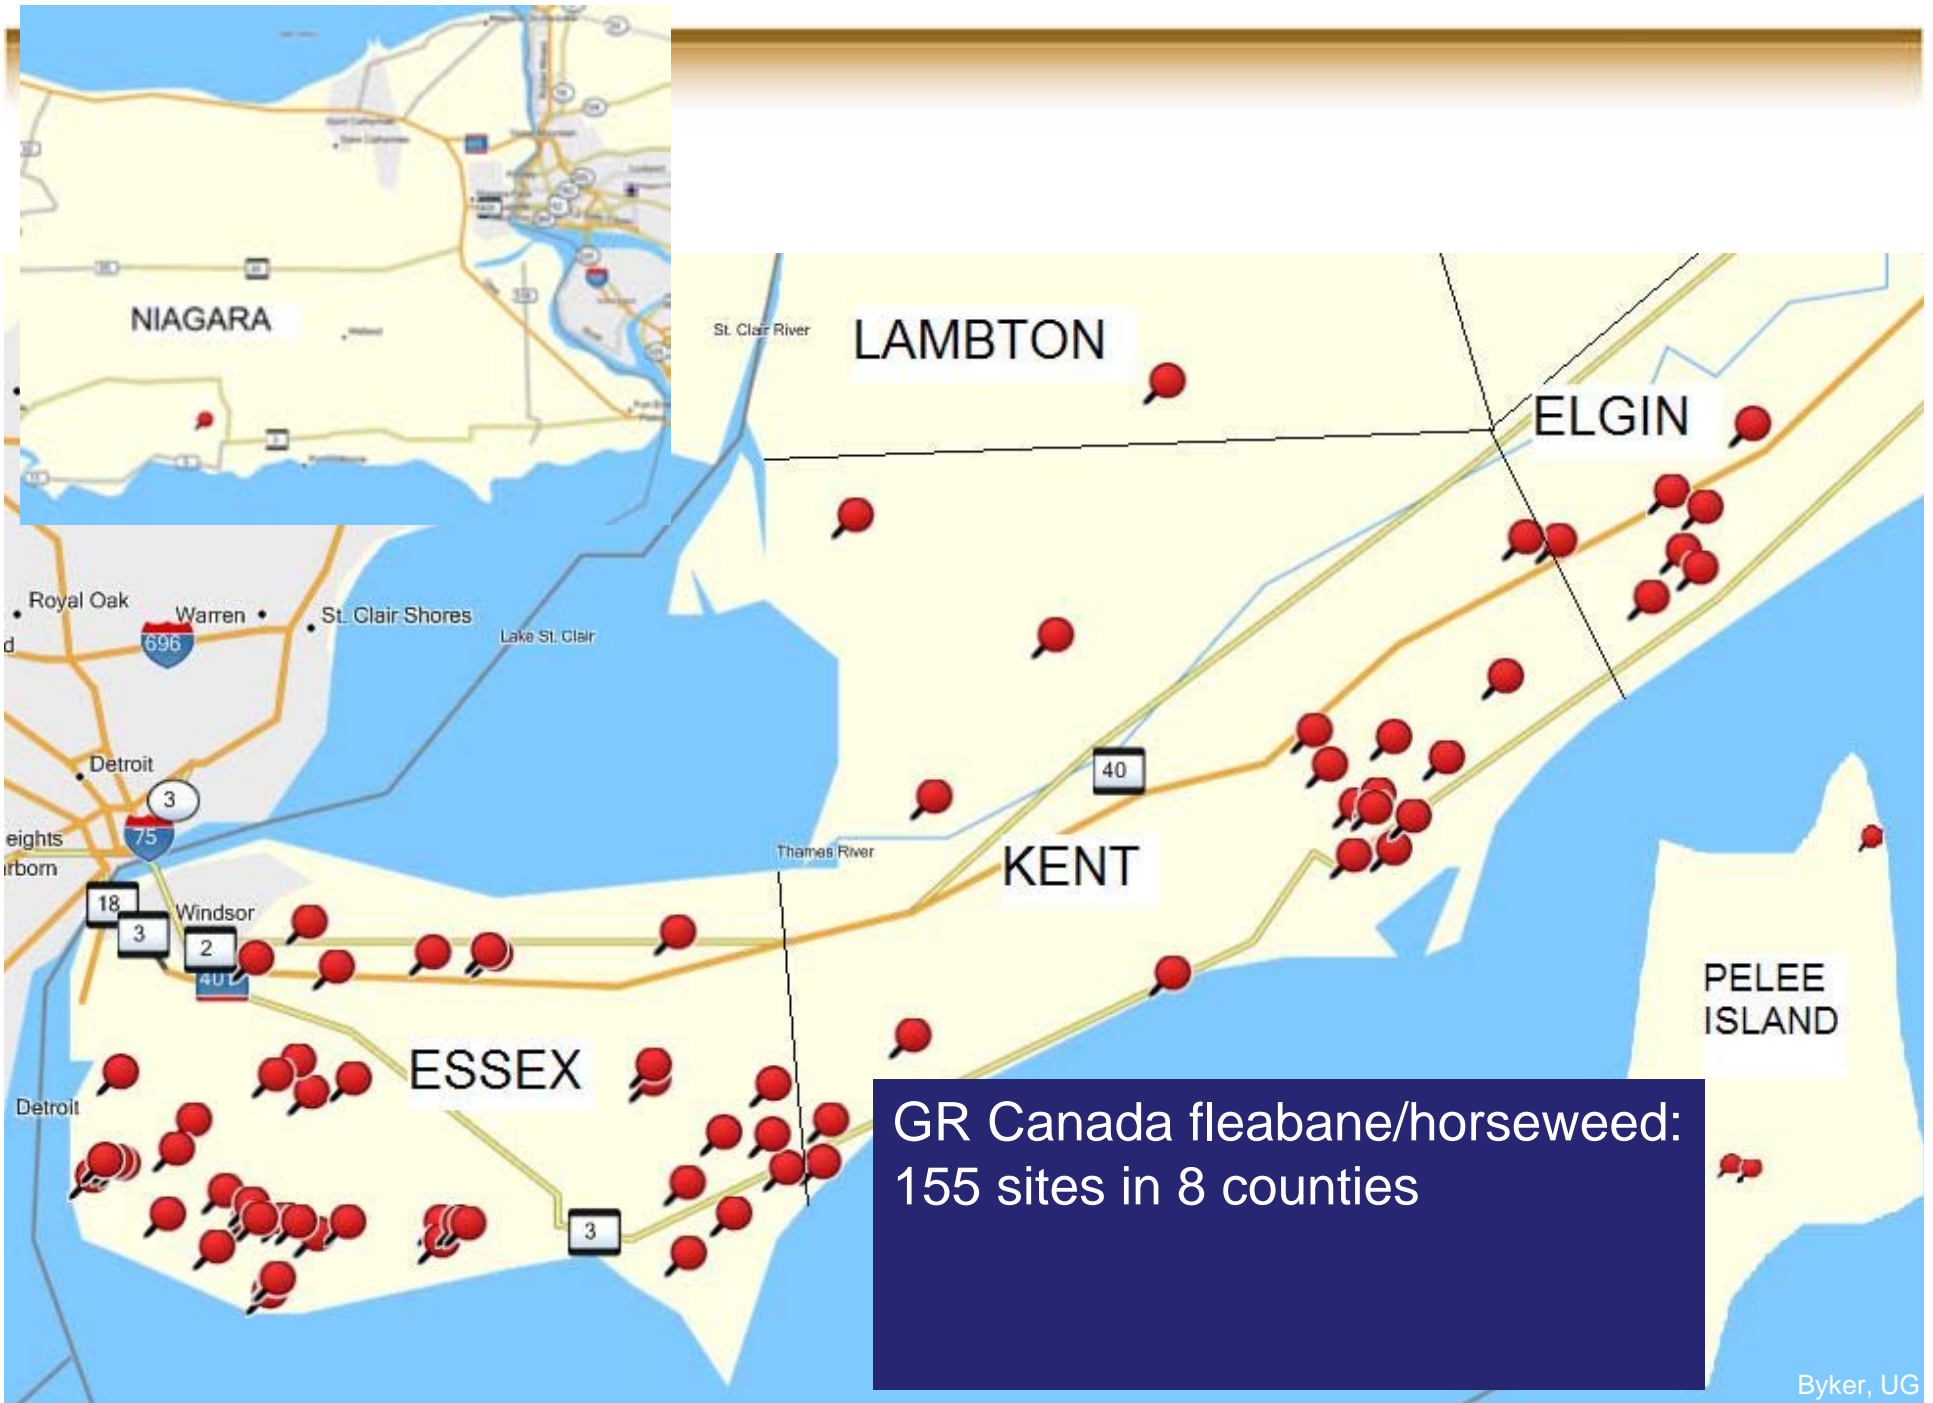 NIAGARA
LAMBTON
ELGIN
St. Clair River
Royal Oak
Warren
St. Clair Shores
696
Lake St. Clair
Detroit
3
75
eights
rborn
d
40
Thames River
KENT
18
3
2
Windsor
401
ESSEX
PELEE
ISLAND
Detroit
3
GR Canada fleabane/horseweed:
155 sites in 8 counties
Byker, UG